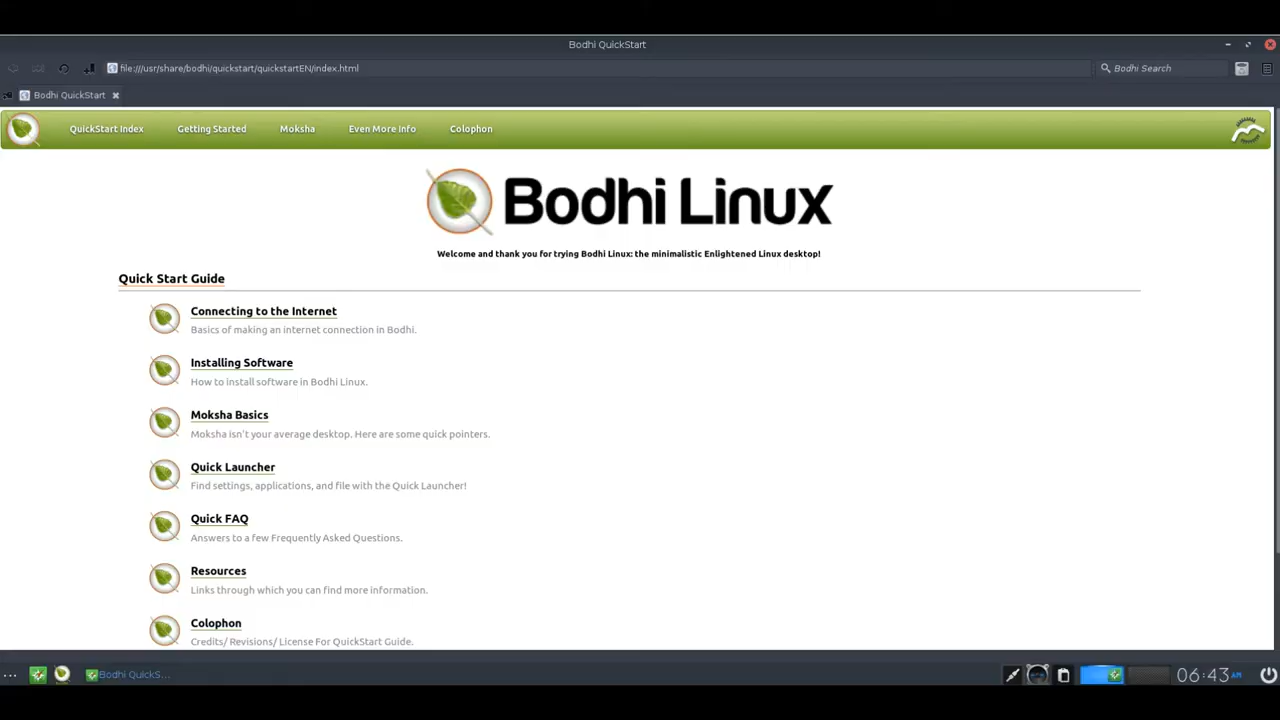 Bodhi QuickStart
file:///usr/share/bodhi/quickstart/quickstartEN/index.html
Bodhi Search
Bodhi QuickStart
QuickStart Index
Getting Started
Moksha
Even More Info
Colophon
Bodhi Linux
Welcome and thank you for trying Bodhi Linux: the minimalistic Enlightened Linux desktop!
Quick Start Guide
Connecting to the Internet
Basics of making an internet connection in Bodhi.
Installing Software
How to install software in Bodhi Linux.
Moksha Basics
Moksha isn't your average desktop. Here are some quick pointers.
Quick Launcher
Find settings, applications, and file with the Quick Launcher!
Quick FAQ
Answers to a few Frequently Asked Questions.
Resources
Links through which you can find more information.
Colophon
Credits/ Revisions/ License For QuickStart Guide.
Bodhi QuickS...
06:43 AM